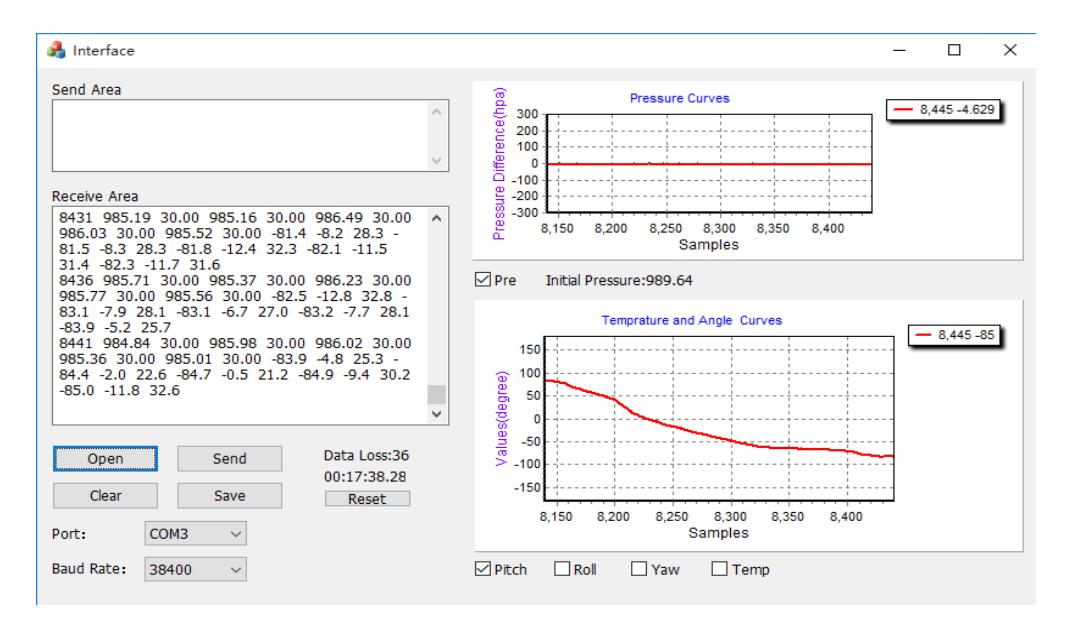 Interface
Send Area
Receive Area
8431 985.19 30.00 985.16 30.00 986.49 30.00
986.03 30.00 985.52 30.00 -81.4 -8.2 28.3 -
81.5 -8.3 28.3 -81.8 -12.4 32.3 -82.1 -11.5
31.4 -82.3 -11.7 31.6
8436 985.71 30.00 985.37 30.00 986.23 30.00
985.77 30.00 985.56 30.00 -82.5 -12.8 32.8 -
83.1 -7.9 28.1 -83.1 -6.7 27.0 -83.2 -7.7 28.1
-83.9 -5.2 25.7
8441 984.84 30.00 985.98 30.00 986.02 30.00
985.36 30.00 985.01 30.00 -83.9 -4.8 25.3 -
84.4 -2.0 22.6 -84.7 -0.5 21.2 -84.9 -9.4 30.2
-85.0 -11.8 32.6
Open
Send
Data Loss:36
00:17:38.28
Clear
Save
Reset
Port:
COM3
Baud Rate:
38400
Pressure Curves
8,445 -4.629
Pressure Difference(hpa)
300
200
100
0
-100
-200
-300
8,150 8,200 8,250 8,300 8,350 8,400
Samples
Pre
Initial Pressure:989.64
Temprature and Angle Curves
8,445 -85
Values(degree)
150
100
50
0
-50
-100
-150
8,150 8,200 8,250 8,300 8,350 8,400
Samples
Pitch
Roll
Yaw
Temp